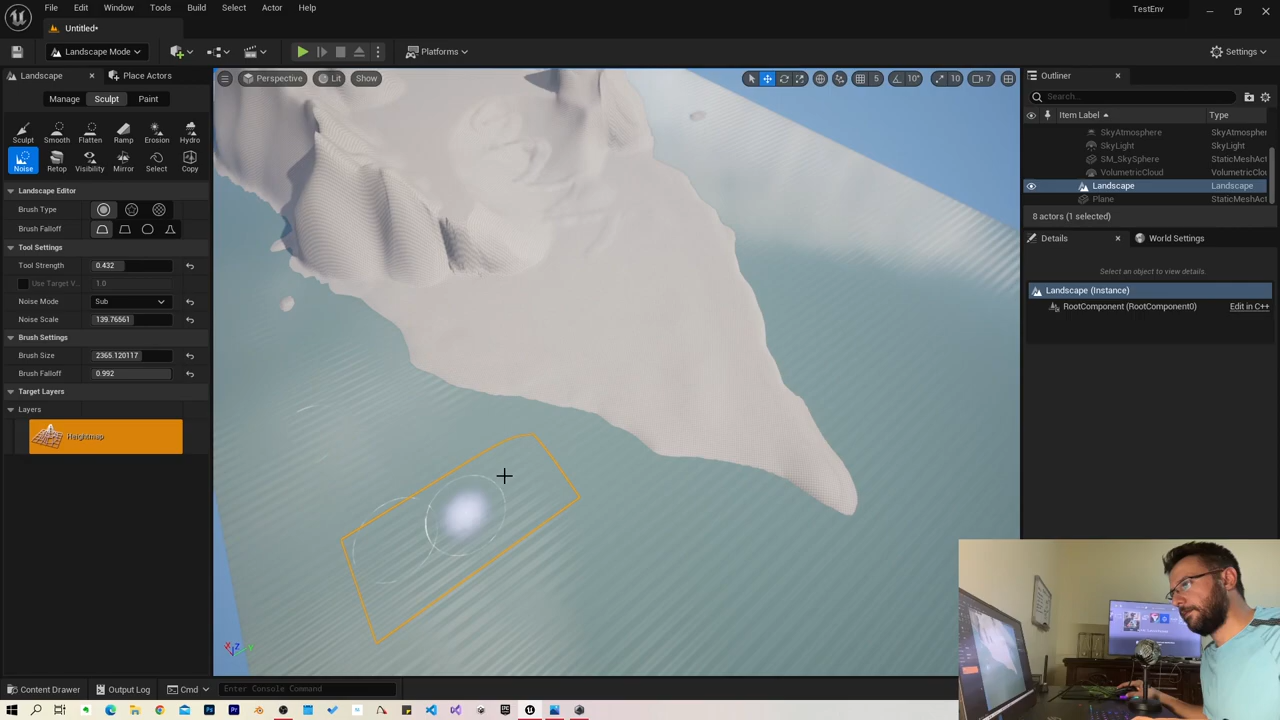 File Edit Window Tools Build Select Actor Help
TestEnv
Untitled*
Landscape Mode
Platforms
Settings
Landscape
Place Actors
Manage Sculpt Paint
Sculpt Smooth Flatten Ramp Erosion Hydro
Noise Retop Visibility Mirror Select Copy
Landscape Editor
Brush Type
Brush Falloff
Tool Settings
Tool Strength 0.432
Use Target V... 1.0
Noise Mode Sub
Noise Scale 139.76561
Brush Settings
Brush Size 2365.120117
Brush Falloff 0.992
Target Layers
Layers
Heightmap
Perspective Lit Show
5 10° 10 7
Outliner
Search...
Item Label Type
SkyAtmosphere SkyAtmospher
SkyLight SkyLight
SM_SkySphere StaticMeshAct
VolumetricCloud VolumetricClou
Landscape Landscape
Plane StaticMeshAct
8 actors (1 selected)
Details World Settings
Select an object to view details.
Landscape (Instance)
RootComponent (RootComponent0) Edit in C++
Content Drawer Output Log Cmd Enter Console Command